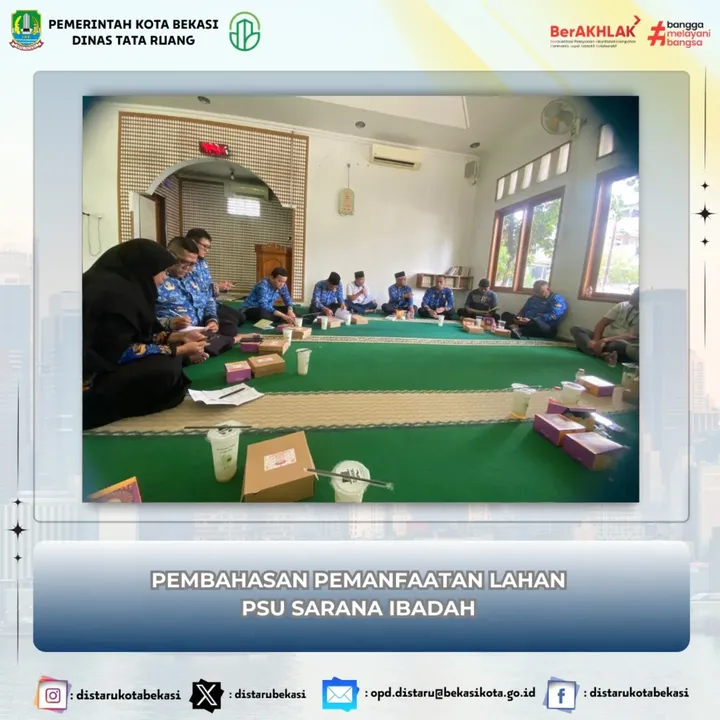 PEMERINTAH KOTA BEKASI
DINAS TATA RUANG
BerAKHLAK
#bangga
melayani
bangsa
PEMBAHASAN PEMANFAATAN LAHAN
PSU SARANA IBADAH
: distarukotabekasi
: distarubekasi
: opd.distaru@bekasikota.go.id
: distarukotabekasi